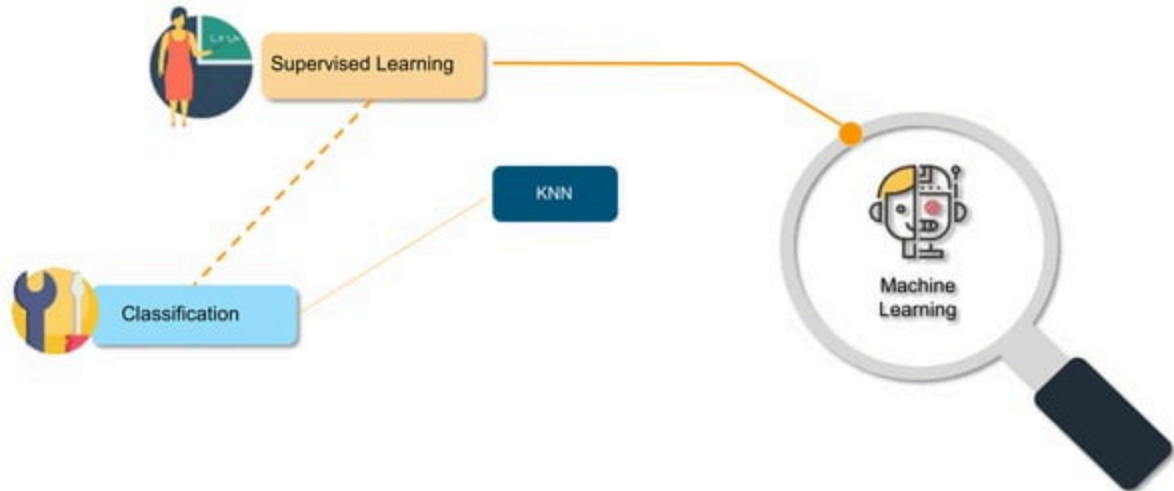 Supervised Learning
KNN
Classification
Machine
Learning